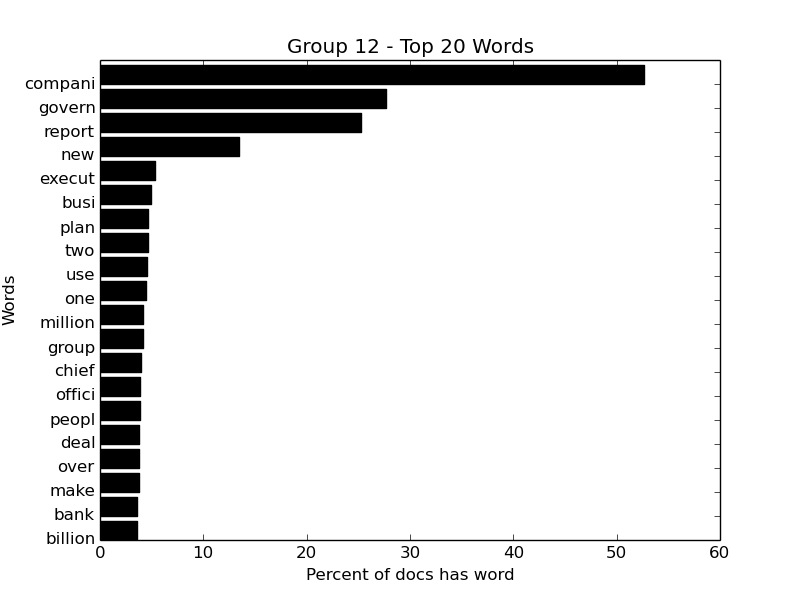 Group 12 - Top 20 Words
compani
govern
report
new
execut
busi
plan
two
use
one
million
group
chief
offici
peopl
deal
over
make
bank
billion
Words
0 10 20 30 40 50 60
Percent of docs has word